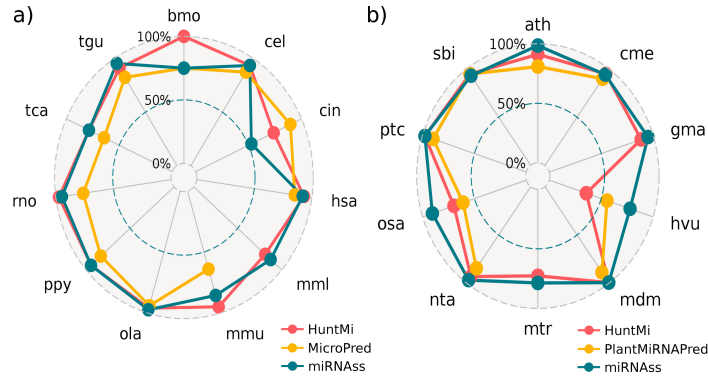 a)
bmo
cel
cin
hsa
mml
mmu
ola
ppy
rno
tca
tgu
100%
50%
0%
HuntMi
MicroPred
miRNAss
b)
ath
cme
gma
hvu
mdm
mtr
nta
osa
ptc
sbi
100%
50%
0%
HuntMi
PlantMiRNAPred
miRNAss